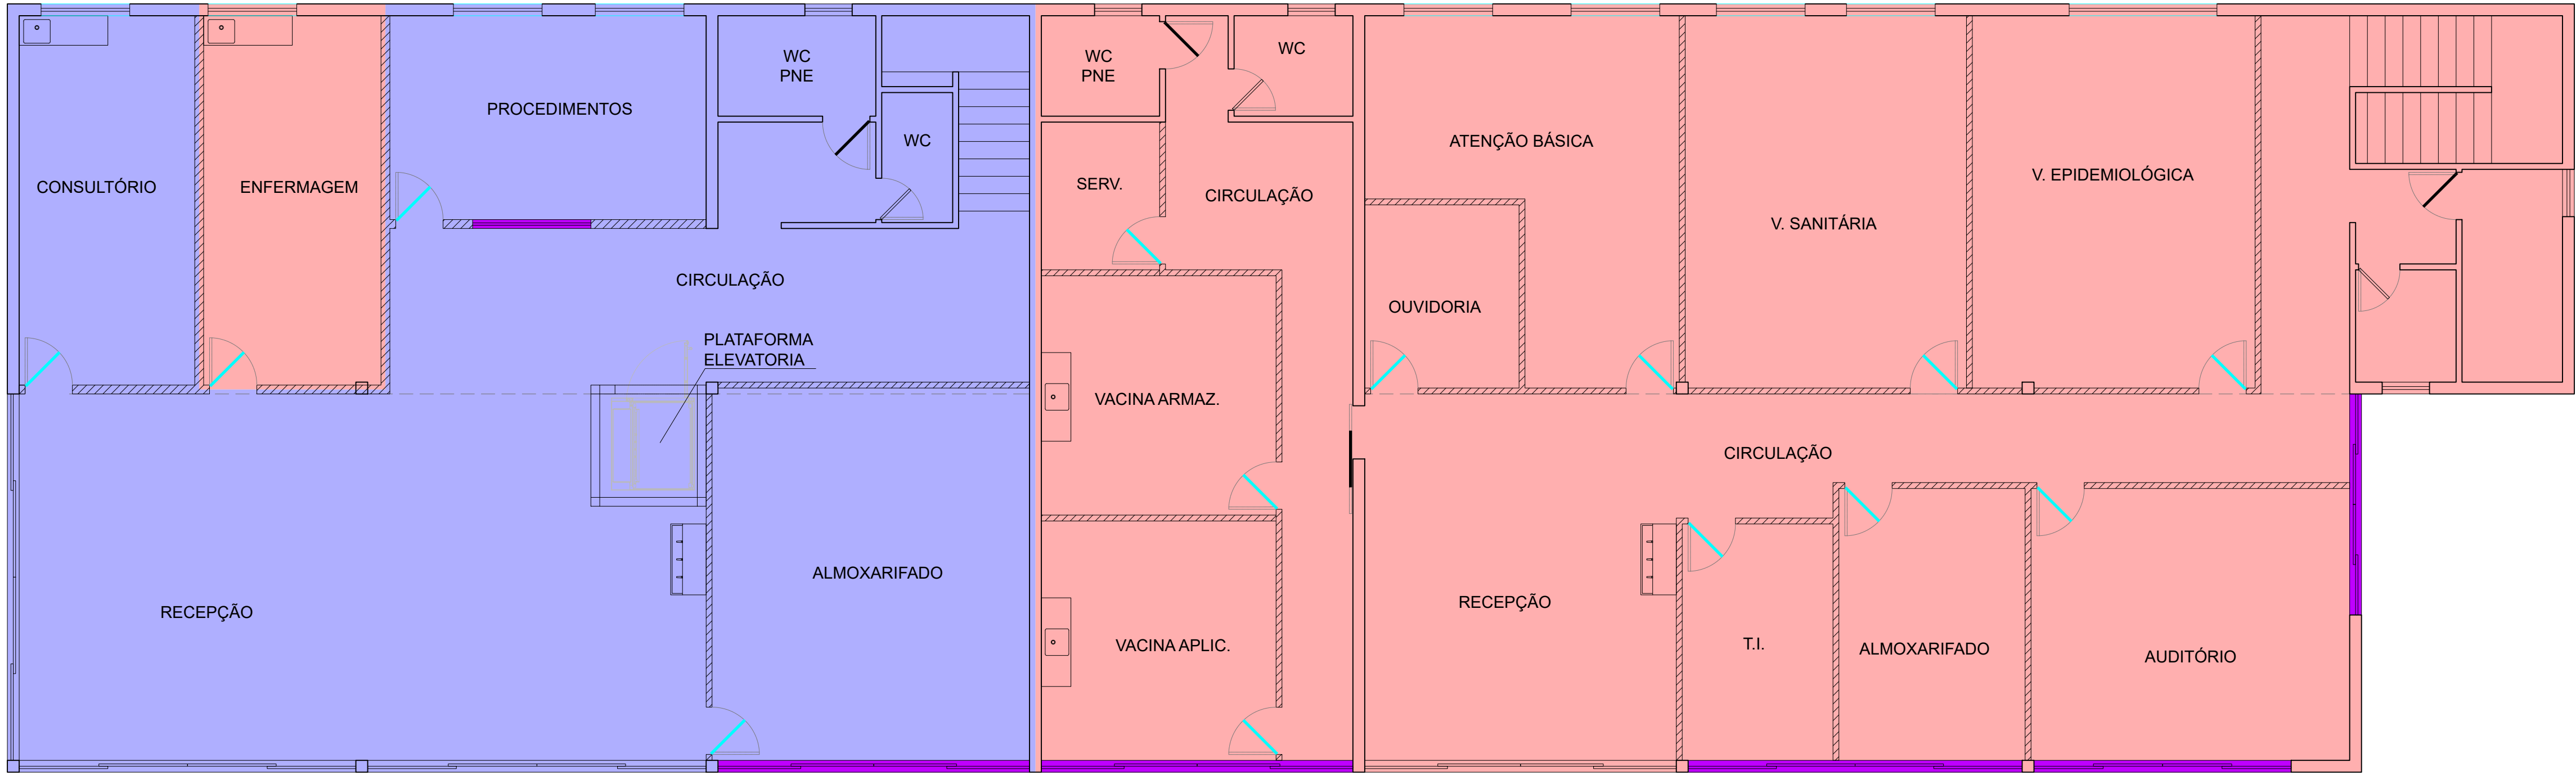 WC
PNE
WC
PNE
WC
PROCEDIMENTOS
WC
ATENÇÃO BÁSICA
CONSULTÓRIO
ENFERMAGEM
SERV.
CIRCULAÇÃO
V. EPIDEMIOLÓGICA
V. SANITÁRIA
CIRCULAÇÃO
OUVIDORIA
PLATAFORMA
ELEVATORIA
VACINA ARMAZ.
CIRCULAÇÃO
ALMOXARIFADO
RECEPÇÃO
RECEPÇÃO
VACINA APLIC.
T.I.
ALMOXARIFADO
AUDITÓRIO